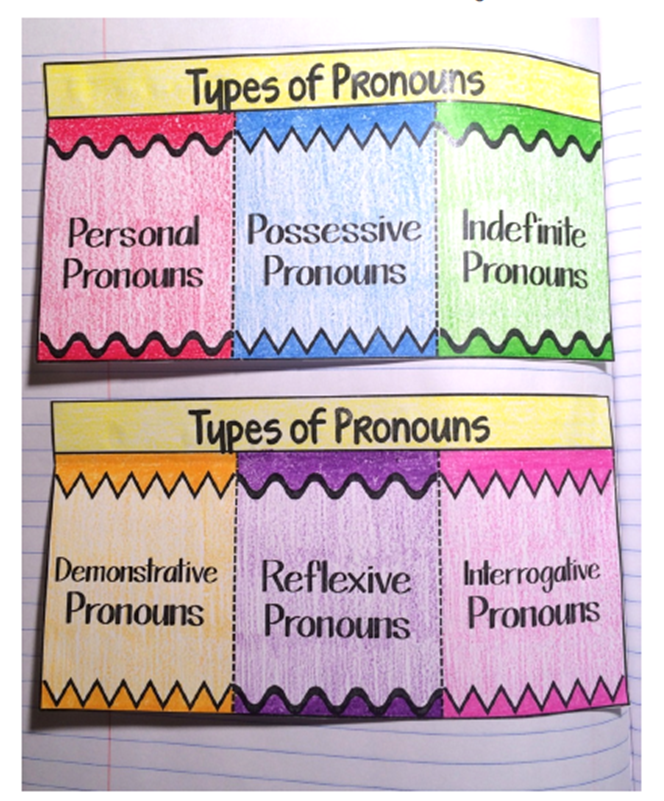 Types of Pronouns
Personal
Pronouns
Possessive
Pronouns
Indefinite
Pronouns
Types of Pronouns
Demonstrative
Pronouns
Reflexive
Pronouns
Interrogative
Pronouns